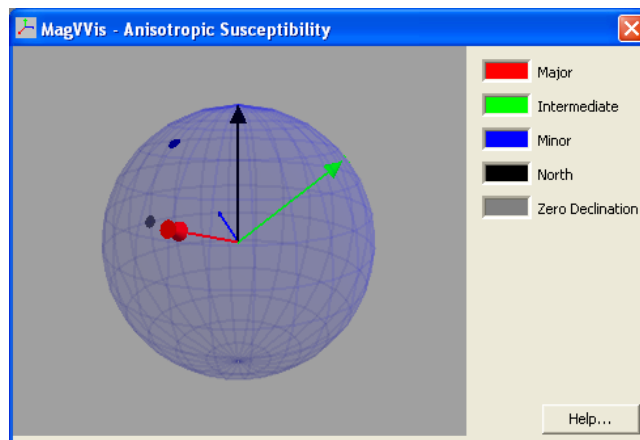 MagVVis - Anisotropic Susceptibility
Major
Intermediate
Minor
North
Zero Declination
Help...